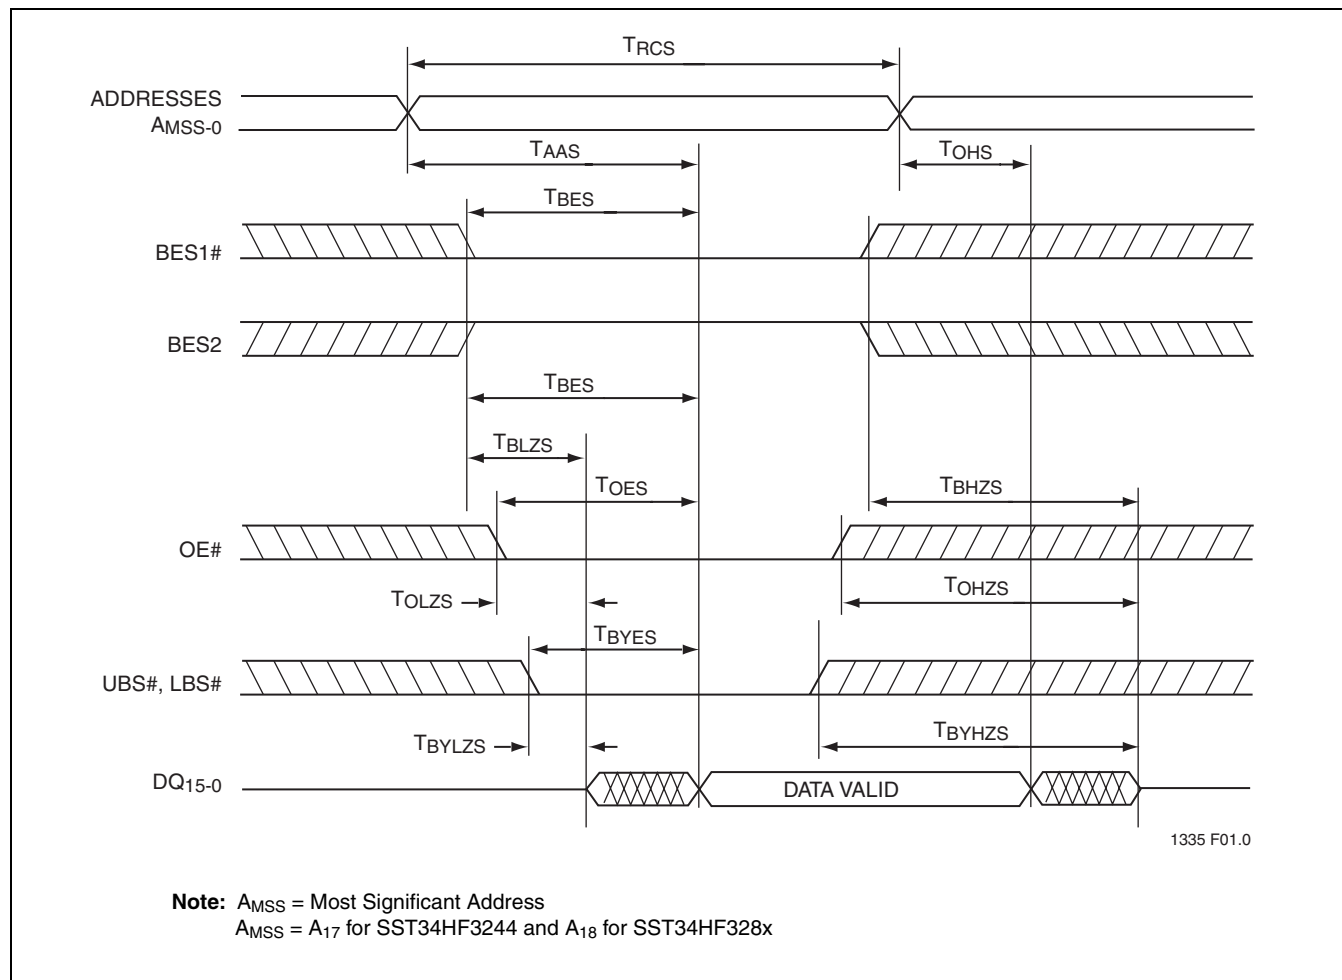 TRCS
ADDRESSES
AMSS-0
TAAS
TOHS
TBES
BES1#
BES2
TBES
TBLZS
TOES
TBHZS
OE#
TOLZS
TOHZS
TBYES
UBS#, LBS#
TBYLZS
TBYHZS
DQ15-0
DATA VALID
1335 F01.0
Note: AMSS = Most Significant Address
AMSS = A17 for SST34HF3244 and A18 for SST34HF328x